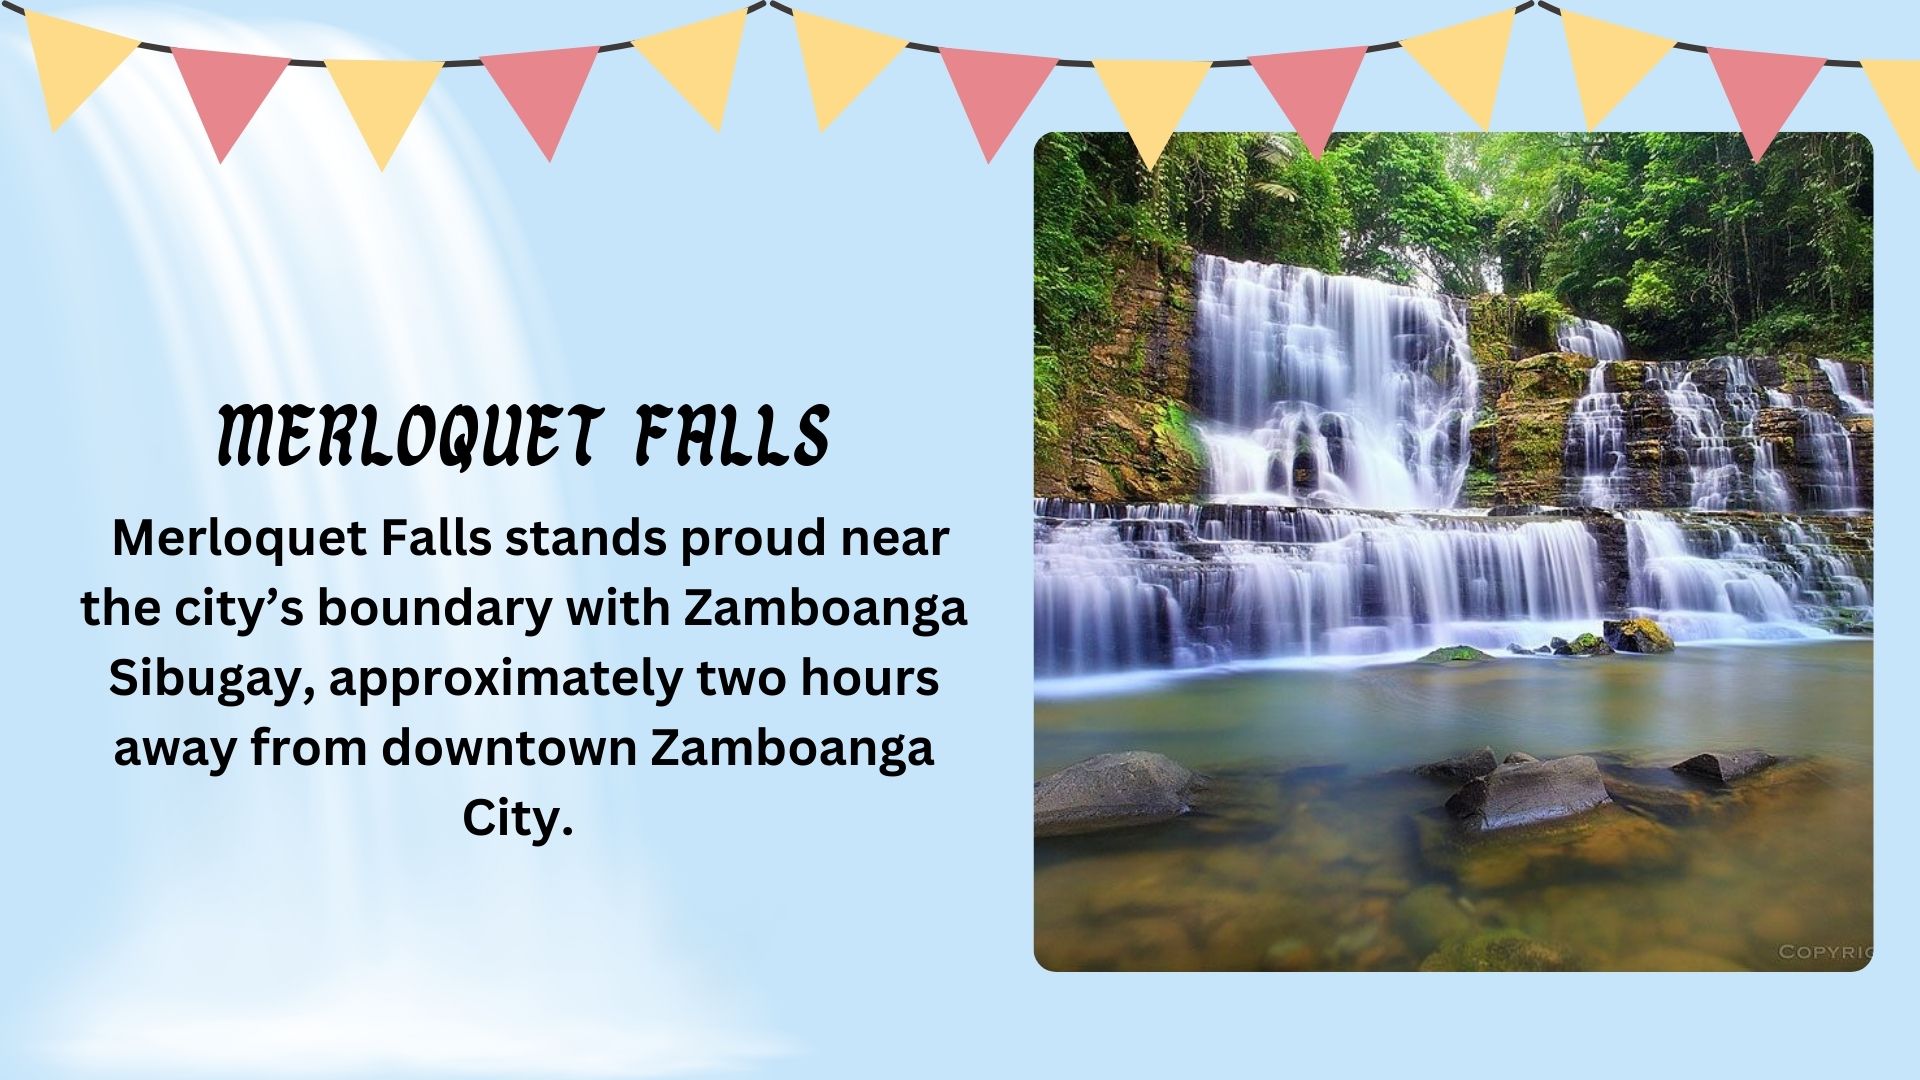 MERLOQUET FALLS
Merloquet Falls stands proud near
the city’s boundary with Zamboanga
Sibugay, approximately two hours
away from downtown Zamboanga
City.